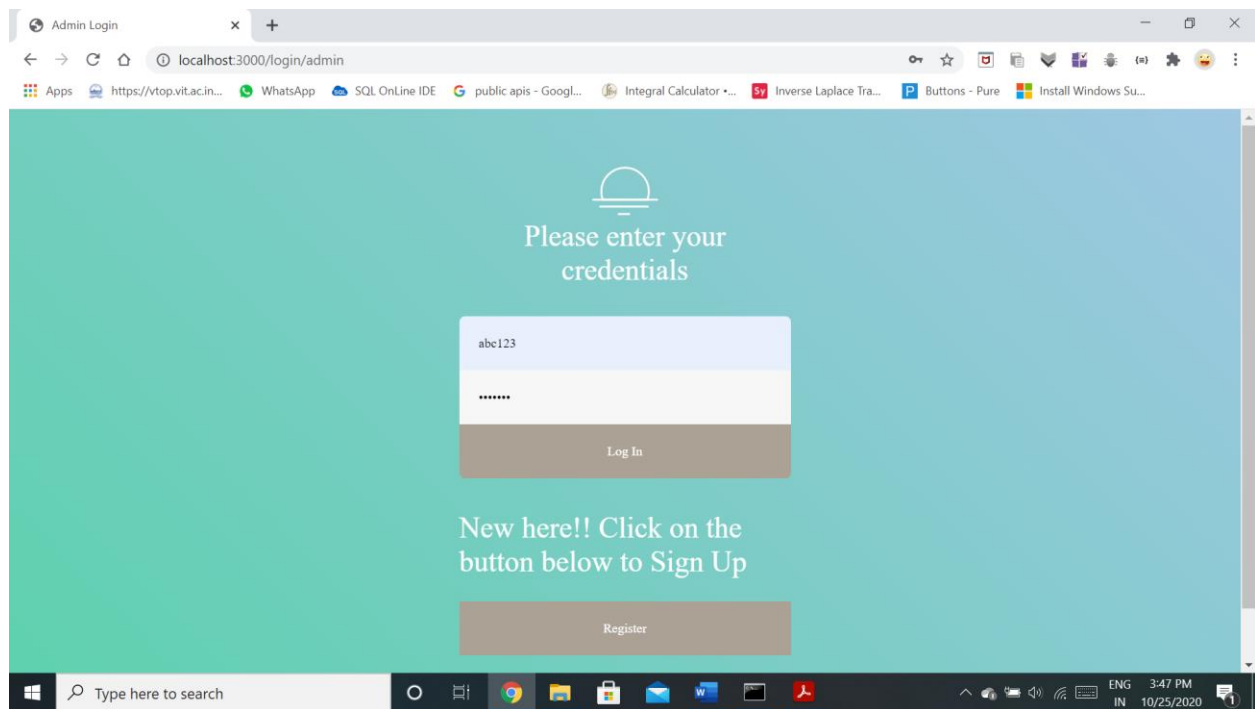 Admin Login
localhost:3000/login/admin
Apps https://vtop.vit.ac.in... WhatsApp SQL OnLine IDE public apis - Googl... Integral Calculator •... Sy Inverse Laplace Tra... P Buttons - Pure Install Windows Su...
Please enter your
credentials
abc123
•••••••
Log In
New here!! Click on the
button below to Sign Up
Register
Type here to search
ENG 3:47 PM
IN 10/25/2020 1